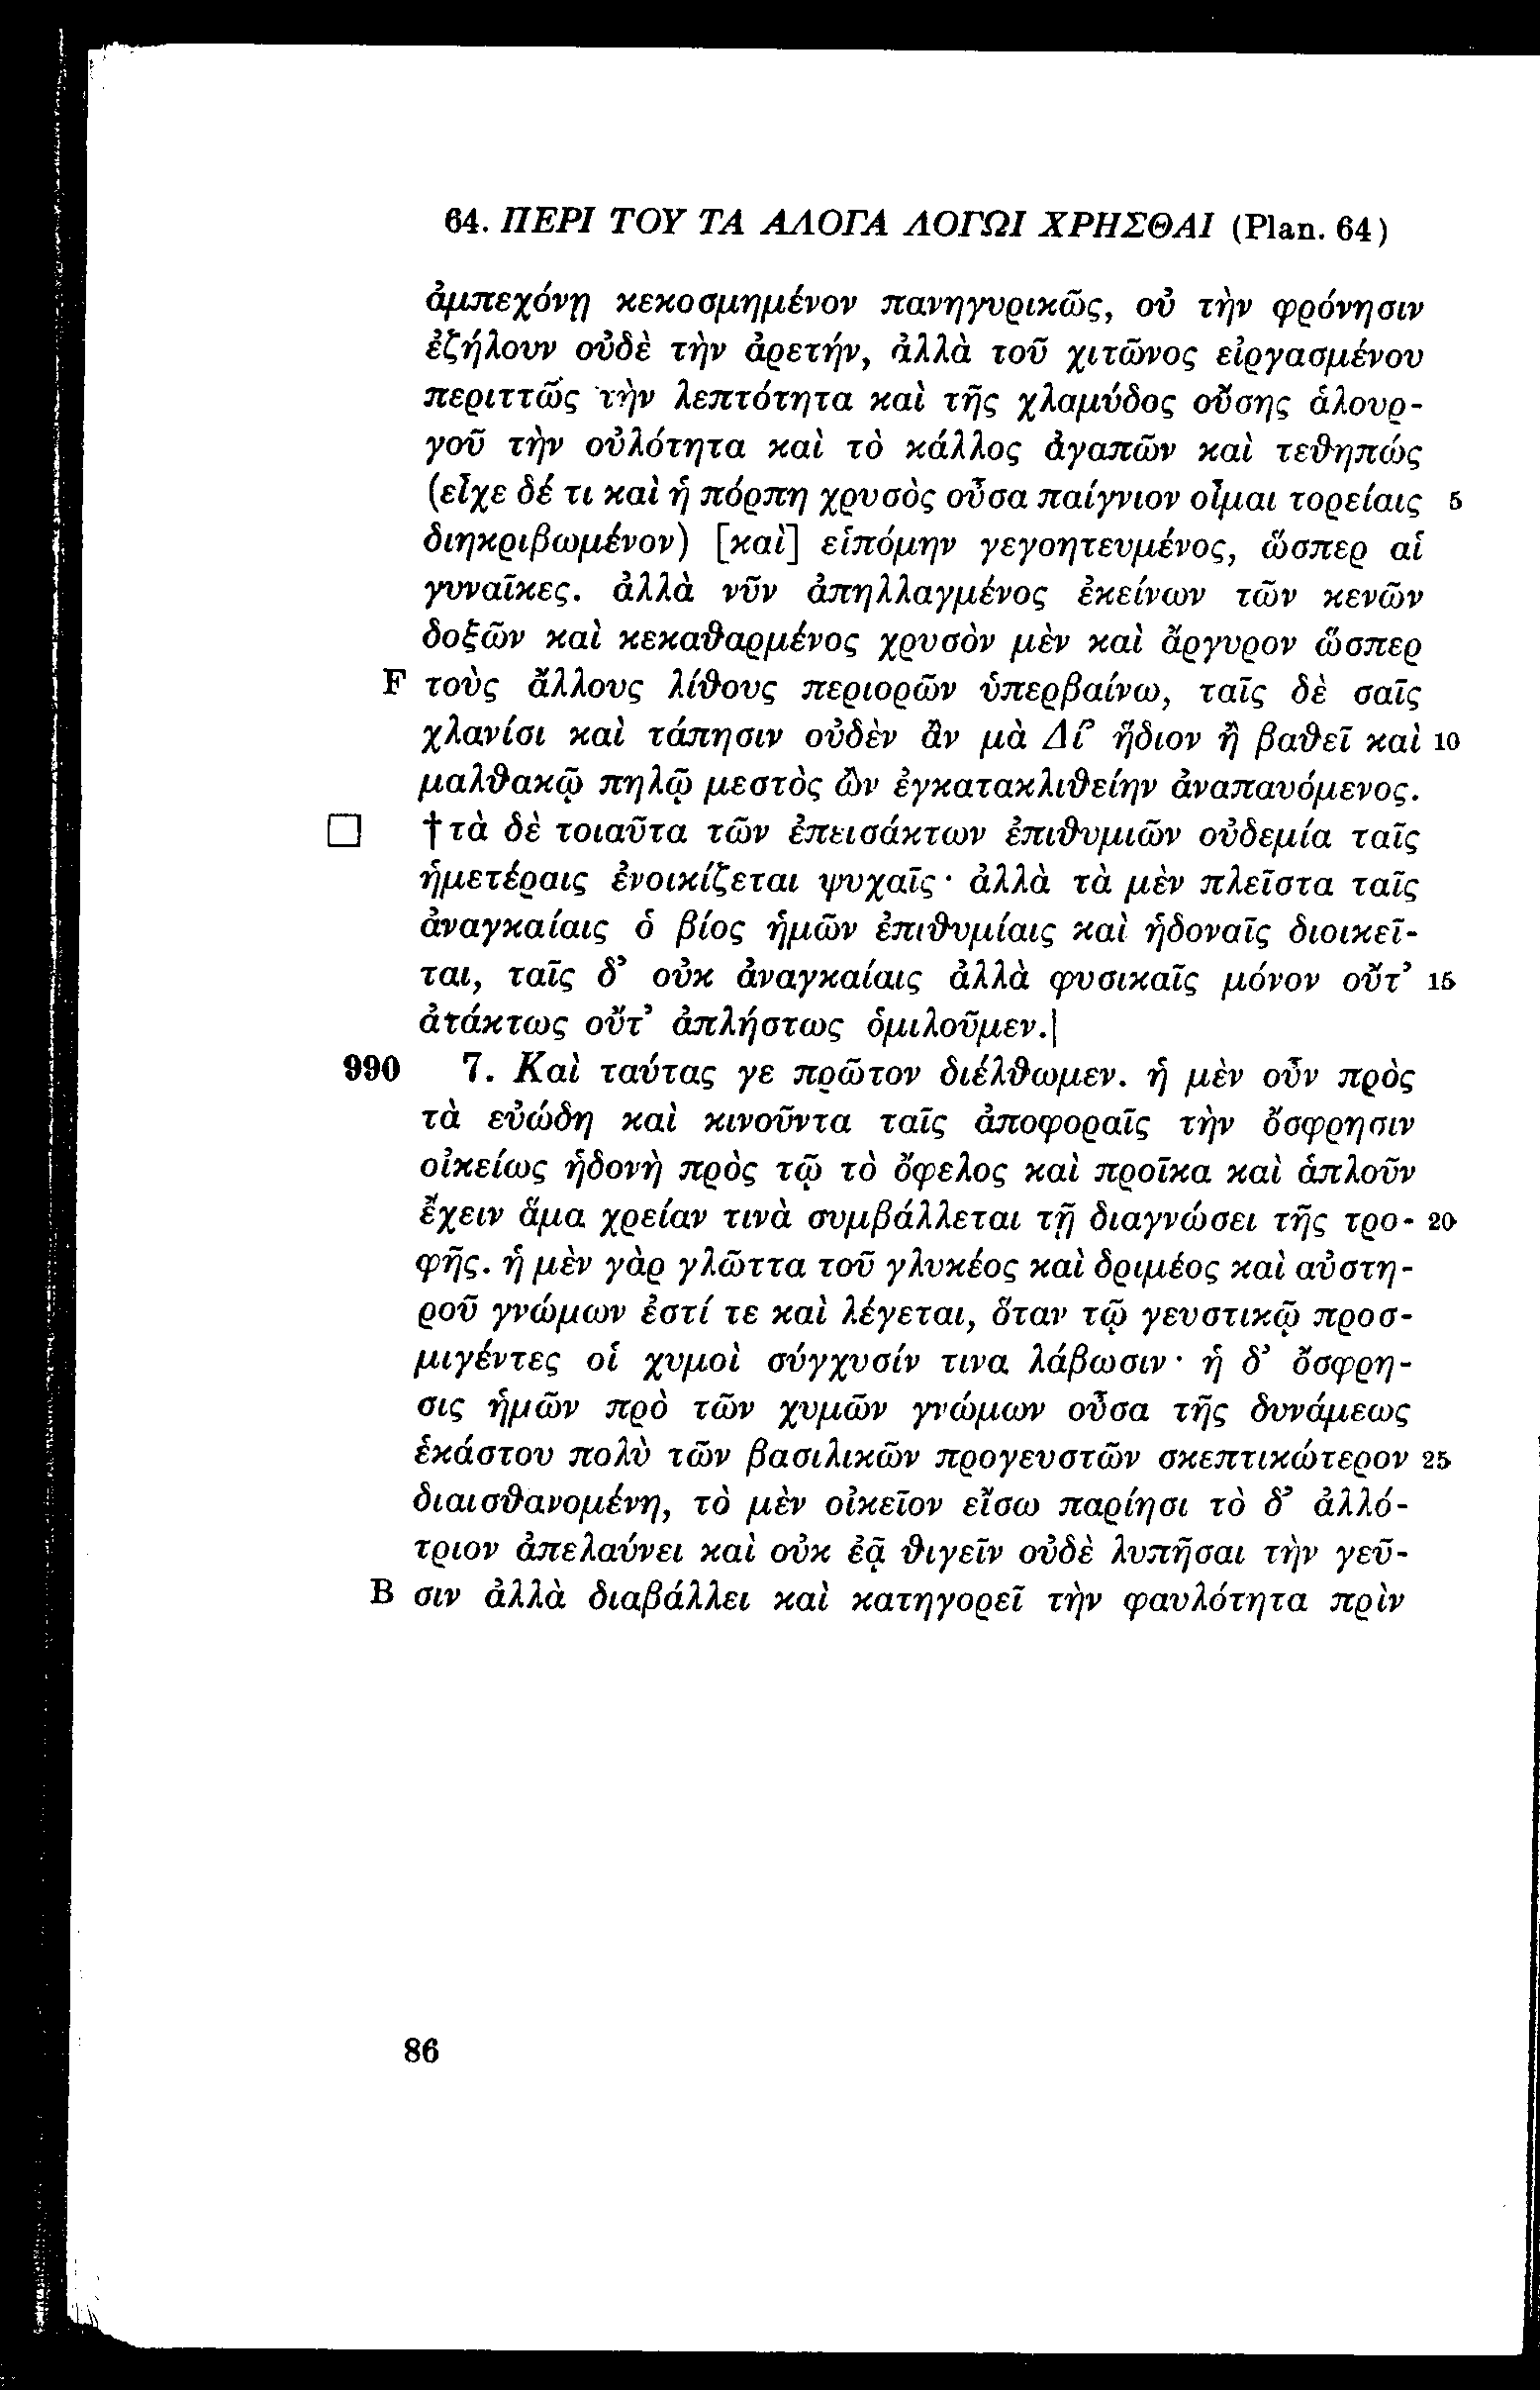 64. ΠΕΡΙ ΤΟΥ ΤΑ ΑΛΟΓΑ ΛΟΓΩΙ ΧΡΗΣΘΑΙ (Plan. 64)
ἀμπεχόνῃ κεκοσμημένον πανηγυρικῶς, οὐ τὴν φρόνησιν
ἐζήλουν οὐδὲ τὴν ἀρετήν, ἀλλὰ τοῦ χιτῶνος εἰργασμένου
περιττῶς τὴν λεπτότητα καὶ τῆς χλαμύδος οὔσης ἁλουρ-
γοῦ τὴν οὐλότητα καὶ τὸ κάλλος ἀγαπῶν καὶ τεθηπώς
(εἶχε δέ τι καὶ ἡ πόρπη χρυσὸς οὖσα παίγνιον οἶμαι τορείαις 5
διηκριβωμένον) [καὶ] εἱπόμην γεγοητευμένος, ὥσπερ αἱ
γυναῖκες. ἀλλὰ νῦν ἀπηλλαγμένος ἐκείνων τῶν κενῶν
δοξῶν καὶ κεκαθαρμένος χρυσὸν μὲν καὶ ἄργυρον ὥσπερ
F τοὺς ἄλλους λίθους περιορῶν ὑπερβαίνω, ταῖς δὲ σαῖς
χλανίσι καὶ τάπησιν οὐδὲν ἂν μὰ Δί' ἥδιον ἢ βαθεῖ καὶ 10
μαλθακῷ πηλῷ μεστὸς ὢν ἐγκατακλιθείην ἀναπαυόμενος.
□ †τὰ δὲ τοιαῦτα τῶν ἐπεισάκτων ἐπιθυμιῶν οὐδεμία ταῖς
ἡμετέραις ἐνοικίζεται ψυχαῖς· ἀλλὰ τὰ μὲν πλεῖστα ταῖς
ἀναγκαίαις ὁ βίος ἡμῶν ἐπιθυμίαις καὶ ἡδοναῖς διοικεῖ-
ται, ταῖς δ' οὐκ ἀναγκαίαις ἀλλὰ φυσικαῖς μόνον οὔτ' 15
ἀτάκτως οὔτ' ἀπλήστως ὁμιλοῦμεν.|
990 7. Καὶ ταύτας γε πρῶτον διέλθωμεν. ἡ μὲν οὖν πρὸς
τὰ εὐώδη καὶ κινοῦντα ταῖς ἀποφοραῖς τὴν ὄσφρησιν
οἰκείως ἡδονὴ πρὸς τῷ τὸ ὄφελος καὶ προῖκα καὶ ἁπλοῦν
ἔχειν ἅμα χρείαν τινὰ συμβάλλεται τῇ διαγνώσει τῆς τρο- 20
φῆς. ἡ μὲν γὰρ γλῶττα τοῦ γλυκέος καὶ δριμέος καὶ αὐστη-
ροῦ γνώμων ἐστί τε καὶ λέγεται, ὅταν τῷ γευστικῷ προσ-
μιγέντες οἱ χυμοὶ σύγχυσίν τινα λάβωσιν· ἡ δ' ὄσφρη-
σις ἡμῶν πρὸ τῶν χυμῶν γνώμων οὖσα τῆς δυνάμεως
ἑκάστου πολὺ τῶν βασιλικῶν προγευστῶν σκεπτικώτερον 25
διαισθανομένη, τὸ μὲν οἰκεῖον εἴσω παρίησι τὸ δ' ἀλλό-
τριον ἀπελαύνει καὶ οὐκ ἐᾷ θιγεῖν οὐδὲ λυπῆσαι τὴν γεῦ-
B σιν ἀλλὰ διαβάλλει καὶ κατηγορεῖ τὴν φαυλότητα πρὶν
86